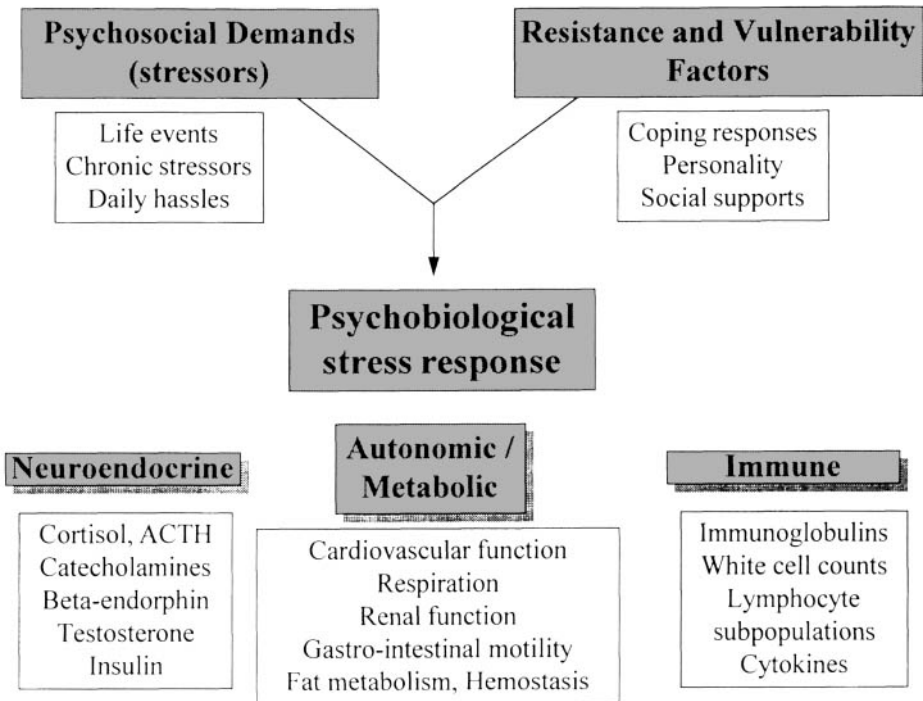 Psychosocial Demands
(stressors)
Resistance and Vulnerability
Factors
Life events
Chronic stressors
Daily hassles
Coping responses
Personality
Social supports
Psychobiological
stress response
Neuroendocrine
Autonomic /
Metabolic
Immune
Cortisol, ACTH
Catecholamines
Beta-endorphin
Testosterone
Insulin
Cardiovascular function
Respiration
Renal function
Gastro-intestinal motility
Fat metabolism, Hemostasis
Immunoglobulins
White cell counts
Lymphocyte
subpopulations
Cytokines